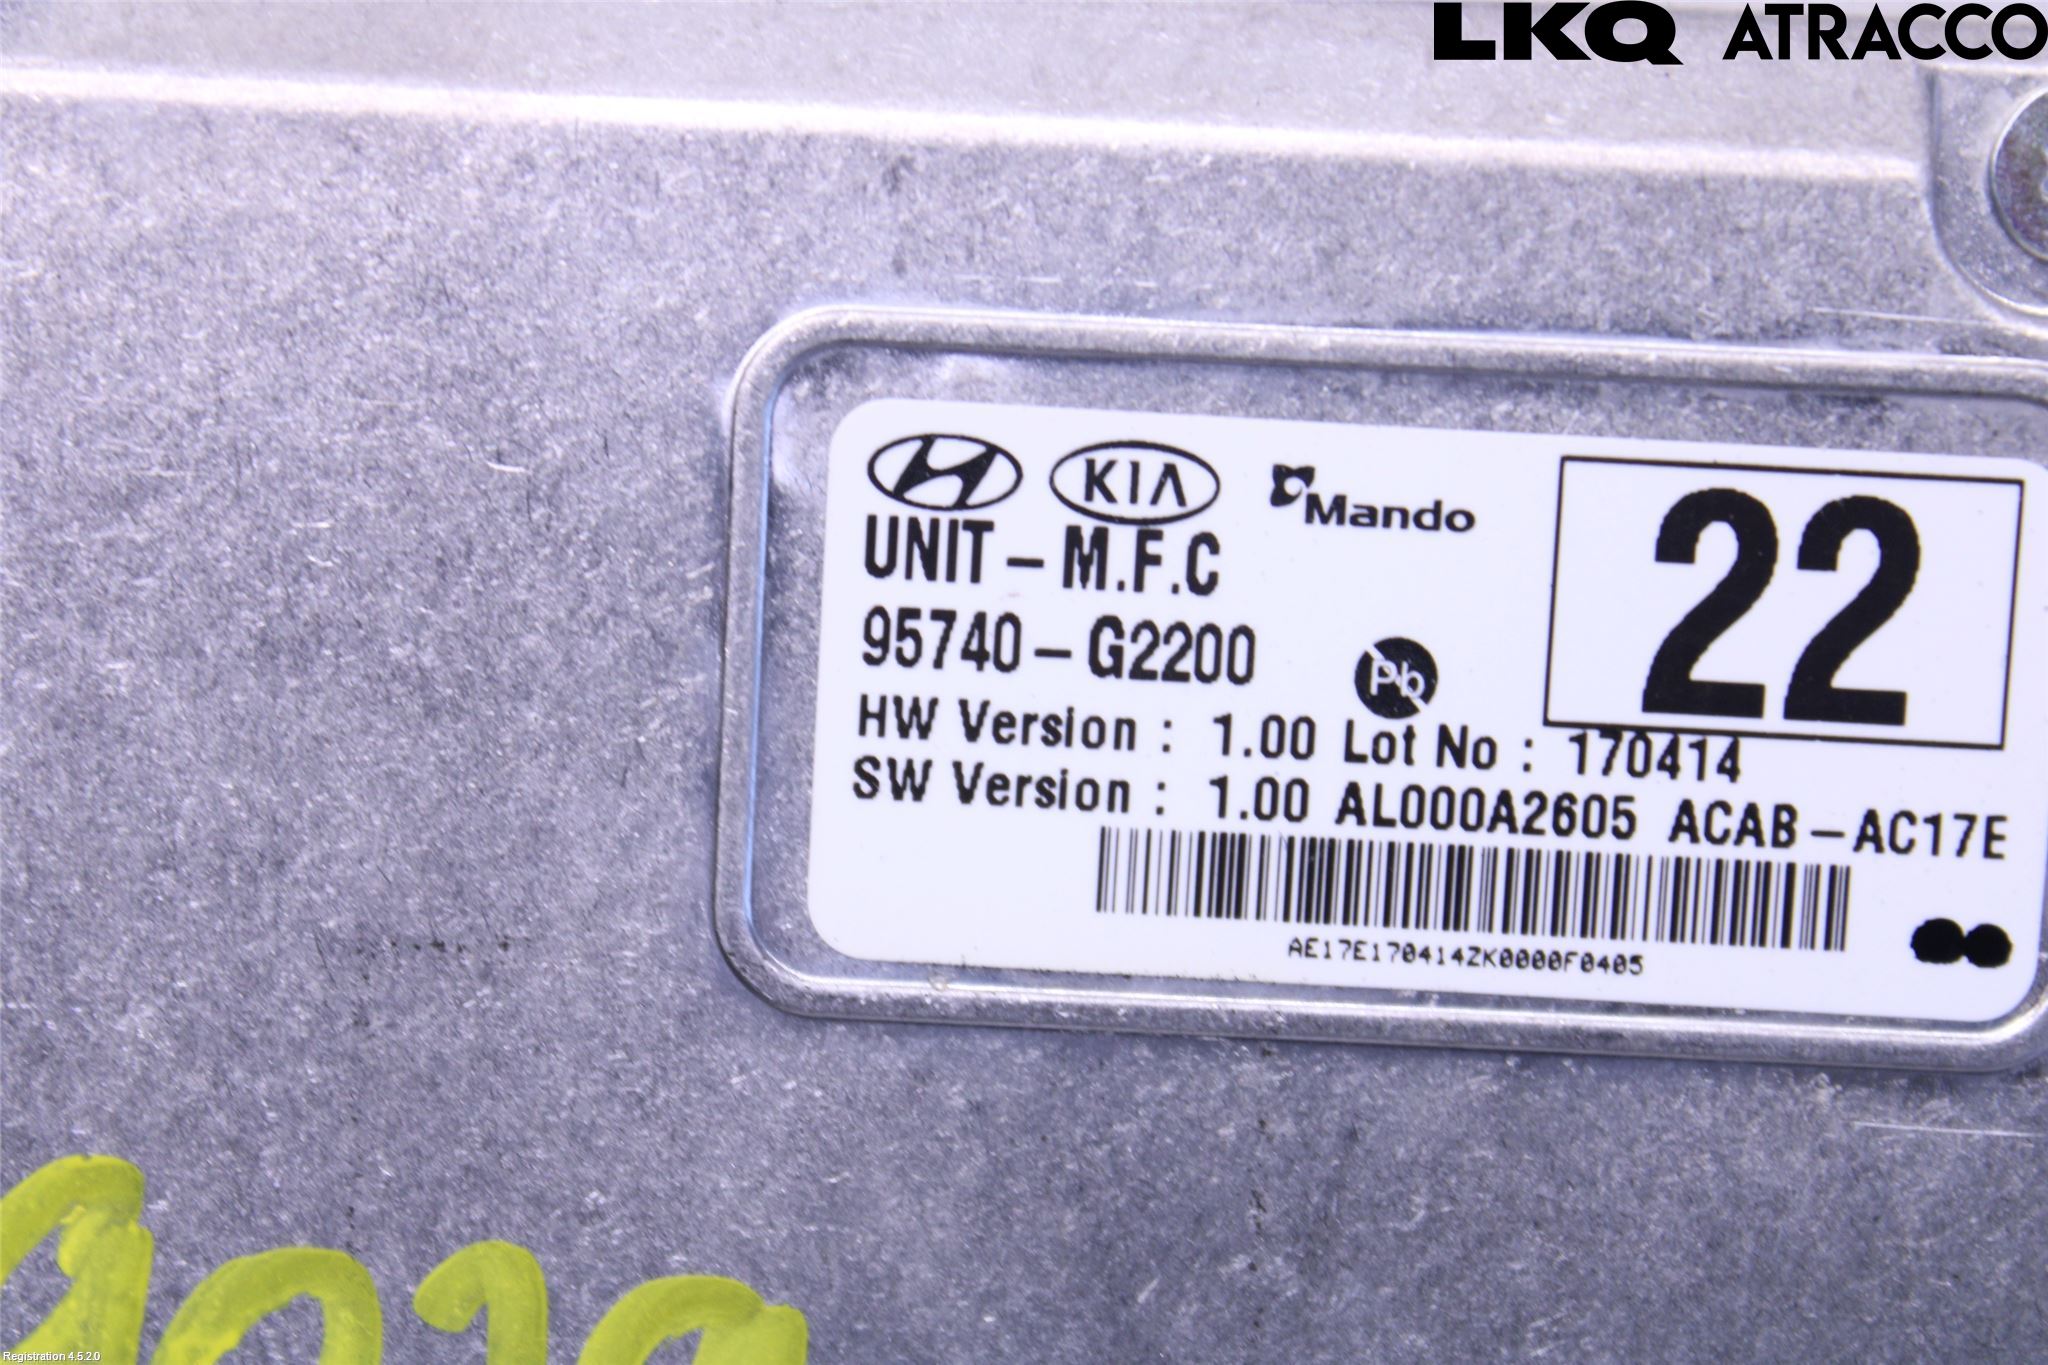 LKQ ATRACCO
KIA Mando
22
UNIT - M.F.C
95740 - G2200
Pb
HW Version : 1.00 Lot No : 170414
SW Version : 1.00 AL000A2605 ACAB - AC17E
AE17E170414ZK0000F0405
Registration 4.5.2.0